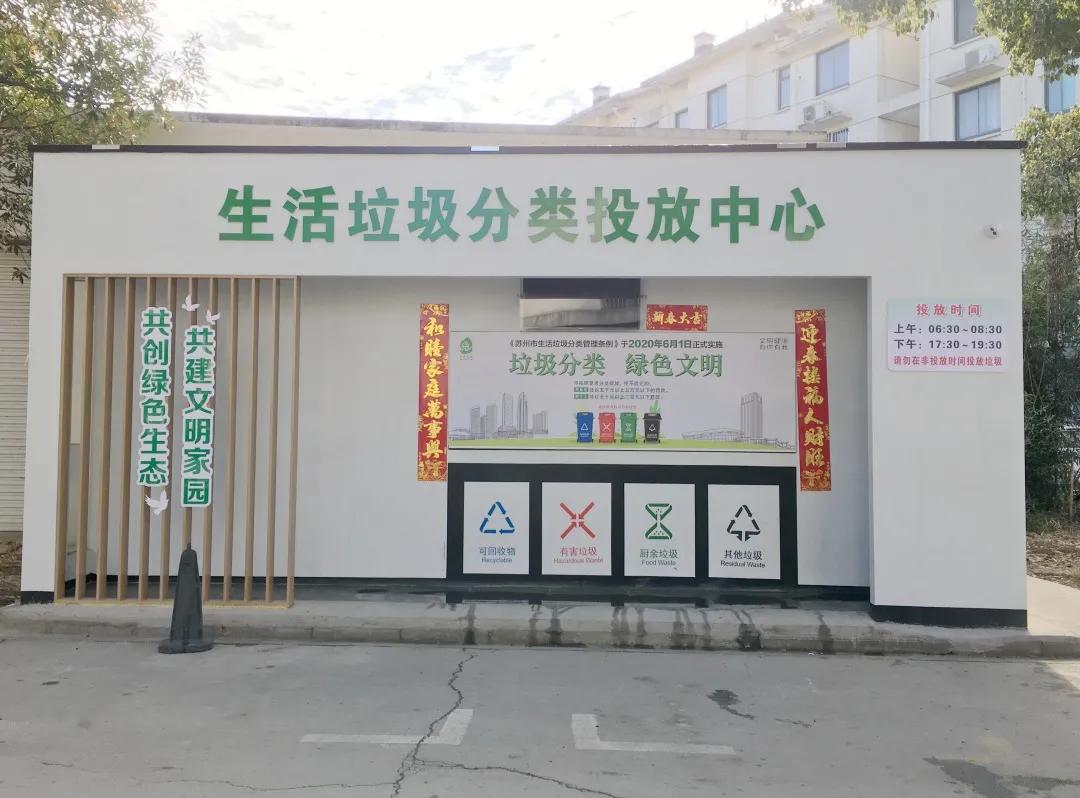 生活垃圾分类投放中心
共建文明家园
共创绿色生态
和睦家庭萬事興
新春大吉
迎春接福人财旺
《苏州市生活垃圾分类管理条例》于2020年6月1日正式实施
垃圾分类 绿色文明
投放时间
上午：06:30~08:30
下午：17:30~19:30
请勿在非投放时间投放垃圾
可回收物
Recyclable
有害垃圾
Hazardous Waste
厨余垃圾
Food Waste
其他垃圾
Residual Waste